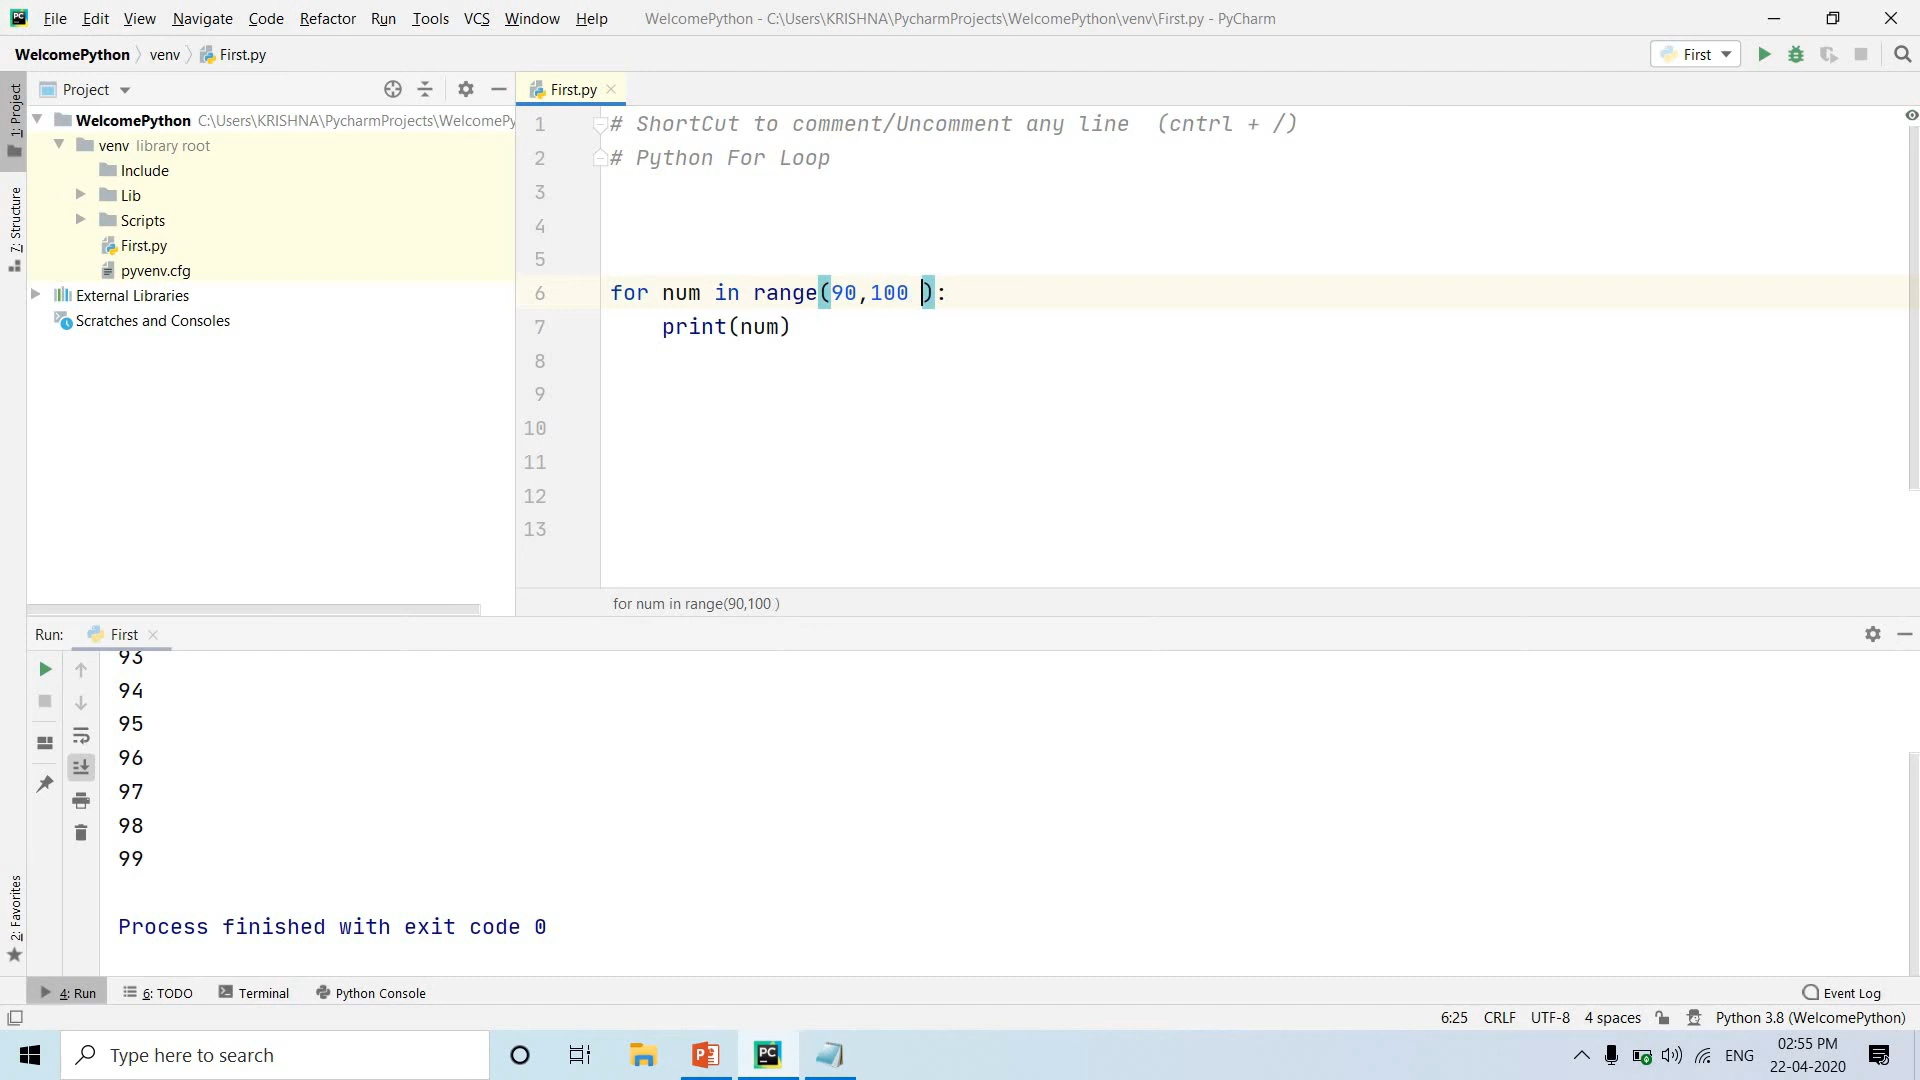 File Edit View Navigate Code Refactor Run Tools VCS Window Help WelcomePython - C:\Users\KRISHNA\PycharmProjects\WelcomePython\venv\First.py - PyCharm
WelcomePython venv First.py First
1: Project
7: Structure
2: Favorites
Project
WelcomePython C:\Users\KRISHNA\PycharmProjects\WelcomePy
venv library root
Include
Lib
Scripts
First.py
pyvenv.cfg
External Libraries
Scratches and Consoles
First.py
1 # ShortCut to comment/Uncomment any line (cntrl + /)
2 # Python For Loop
3
4
5
6 for num in range(90,100 ):
7 print(num)
8
9
10
11
12
13
for num in range(90,100 )
Run: First
93
94
95
96
97
98
99
Process finished with exit code 0
4: Run 6: TODO Terminal Python Console Event Log
6:25 CRLF UTF-8 4 spaces Python 3.8 (WelcomePython)
Type here to search
ENG
02:55 PM
22-04-2020